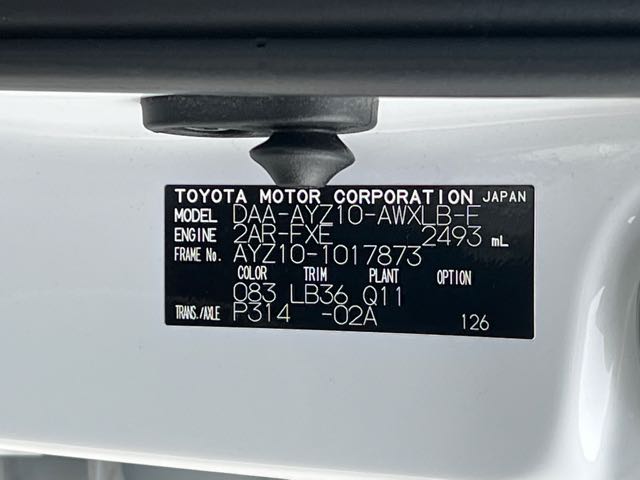 TOYOTA MOTOR CORPORATION JAPAN
MODEL DAA-AYZ10-AWXLB-F
ENGINE 2AR-FXE 2493 mL
FRAME No. AYZ10-1017873
COLOR TRIM PLANT OPTION
083 LB36 Q11
TRANS./AXLE P314 -02A 126